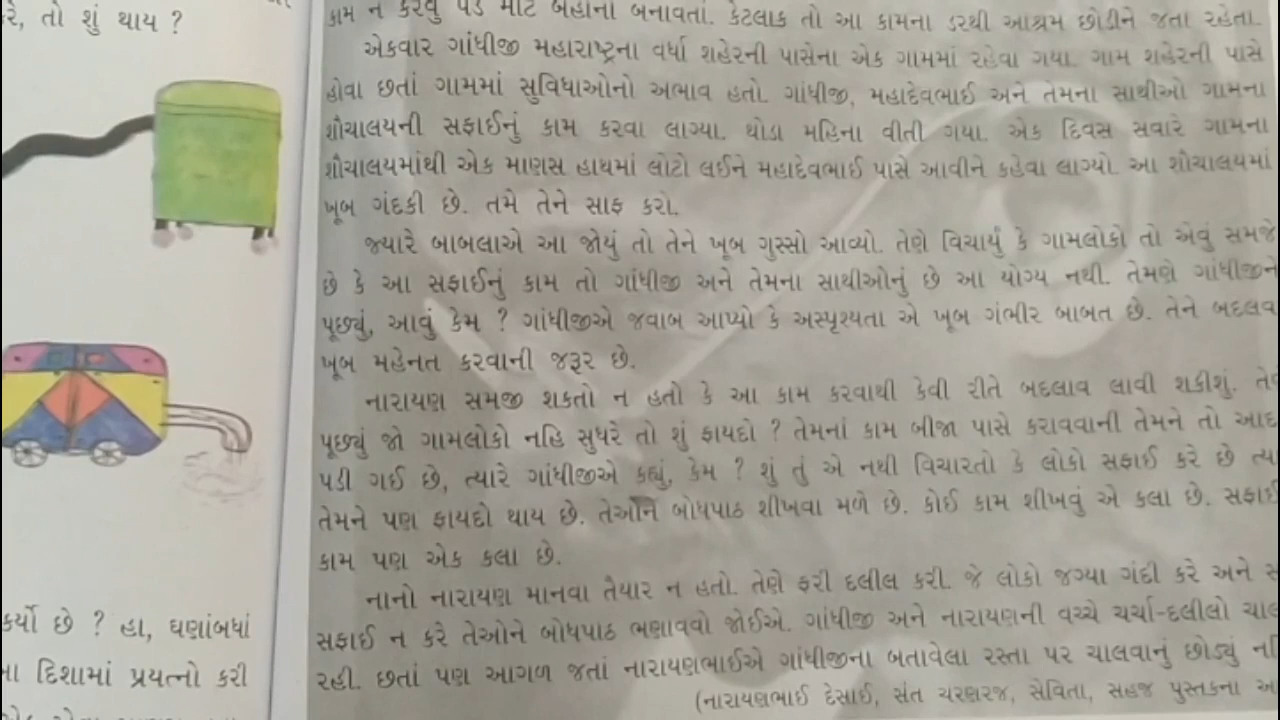 રે, તો શું થાય ?
કામ ન કરવું પડે માટે બહાના બનાવતાં. કેટલાક તો આ કામના ડરથી આશ્રમ છોડીને જતા રહેતા.
એકવાર ગાંધીજી મહારાષ્ટ્રના વર્ધા શહેરની પાસેના એક ગામમાં રહેવા ગયા. ગામ શહેરની પાસે
હોવા છતાં ગામમાં સુવિધાઓનો અભાવ હતો. ગાંધીજી, મહાદેવભાઈ અને તેમના સાથીઓ ગામના
શૌચાલયની સફાઈનું કામ કરવા લાગ્યા. થોડા મહિના વીતી ગયા. એક દિવસ સવારે ગામના
શૌચાલયમાંથી એક માણસ હાથમાં લોટો લઈને મહાદેવભાઈ પાસે આવીને કહેવા લાગ્યો. આ શૌચાલયમાં
ખૂબ ગંદકી છે. તમે તેને સાફ કરો.
જ્યારે બાબલાએ આ જોયું તો તેને ખૂબ ગુસ્સો આવ્યો. તેણે વિચાર્યું કે ગામલોકો તો એવું સમજે
છે કે આ સફાઈનું કામ તો ગાંધીજી અને તેમના સાથીઓનું છે આ યોગ્ય નથી. તેમણે ગાંધીજીને
પૂછ્યું, આવું કેમ ? ગાંધીજીએ જવાબ આપ્યો કે અસ્પૃશ્યતા એ ખૂબ ગંભીર બાબત છે. તેને બદલવ
ખૂબ મહેનત કરવાની જરૂર છે.
નારાયણ સમજી શકતો ન હતો કે આ કામ કરવાથી કેવી રીતે બદલાવ લાવી શકીશું.
પૂછ્યું જો ગામલોકો નહિ સુધરે તો શું ફાયદો ? તેમનાં કામ બીજા પાસે કરાવવાની તેમને તો આદ
પડી ગઈ છે, ત્યારે ગાંધીજીએ કહ્યું, કેમ ? શું તું એ નથી વિચારતો કે લોકો સફાઈ કરે છે ત્યા
તેમને પણ ફાયદો થાય છે. તેઓને બોધપાઠ શીખવા મળે છે. કોઈ કામ શીખવું એ કલા છે. સફાઈ
કામ પણ એક કલા છે.
નાનો નારાયણ માનવા તૈયાર ન હતો. તેણે ફરી દલીલ કરી. જે લોકો જગ્યા ગંદી કરે અને
સફાઈ ન કરે તેઓને બોધપાઠ ભણાવવો જોઈએ. ગાંધીજી અને નારાયણની વચ્ચે ચર્ચા-દલીલો ચાલ
રહી. છતાં પણ આગળ જતાં નારાયણભાઈએ ગાંધીજીના બતાવેલા રસ્તા પર ચાલવાનું છોડ્યું નહિ
(નારાયણભાઈ દેસાઈ, સંત ચરણરજ, સેવિતા, સહજ પુસ્તકના
કર્યો છે ? હા, ઘણાંબધાં
ના દિશામાં પ્રયત્નો કરી